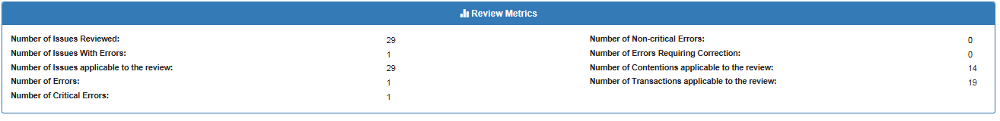 Review Metrics
Number of Issues Reviewed: 29
Number of Issues With Errors: 1
Number of Issues applicable to the review: 29
Number of Errors: 1
Number of Critical Errors: 1
Number of Non-critical Errors: 0
Number of Errors Requiring Correction: 0
Number of Contentions applicable to the review: 14
Number of Transactions applicable to the review: 19